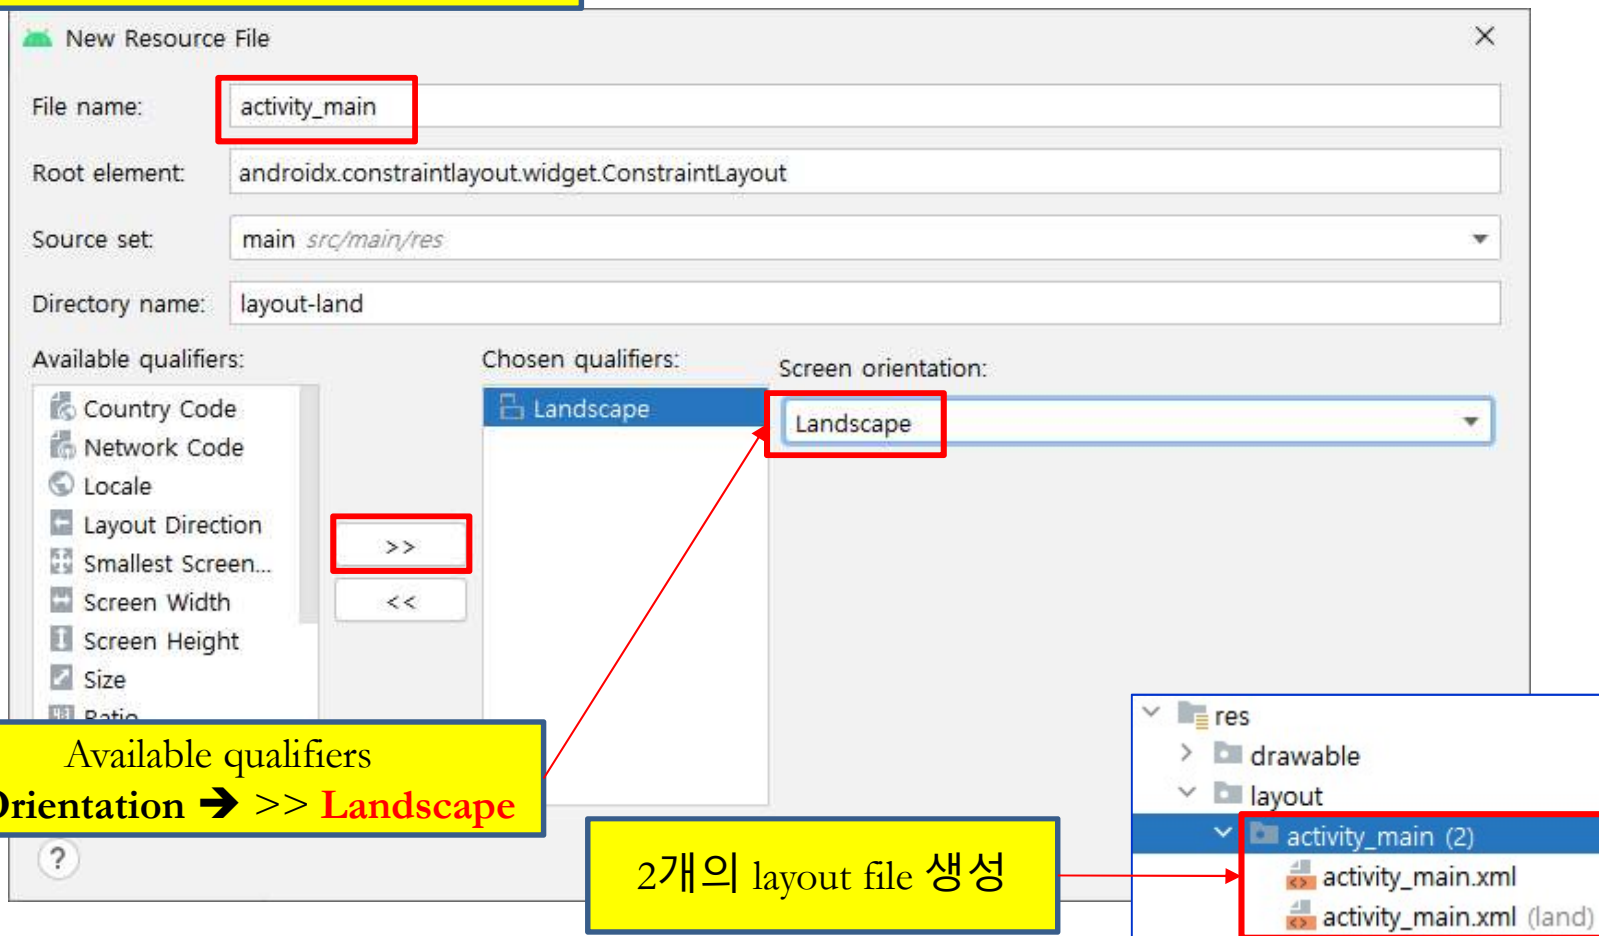 New Resource File
File name: activity_main
Root element: androidx.constraintlayout.widget.ConstraintLayout
Source set: main src/main/res
Directory name: layout-land
Available qualifiers:
Country Code
Network Code
Locale
Layout Direction
Smallest Screen...
Screen Width
Screen Height
Size
Ratio
>>
<<
Chosen qualifiers:
Landscape
Screen orientation:
Landscape
Available qualifiers
Orientation ➔ >> Landscape
?
2개의 layout file 생성
res
drawable
layout
activity_main (2)
activity_main.xml
activity_main.xml (land)